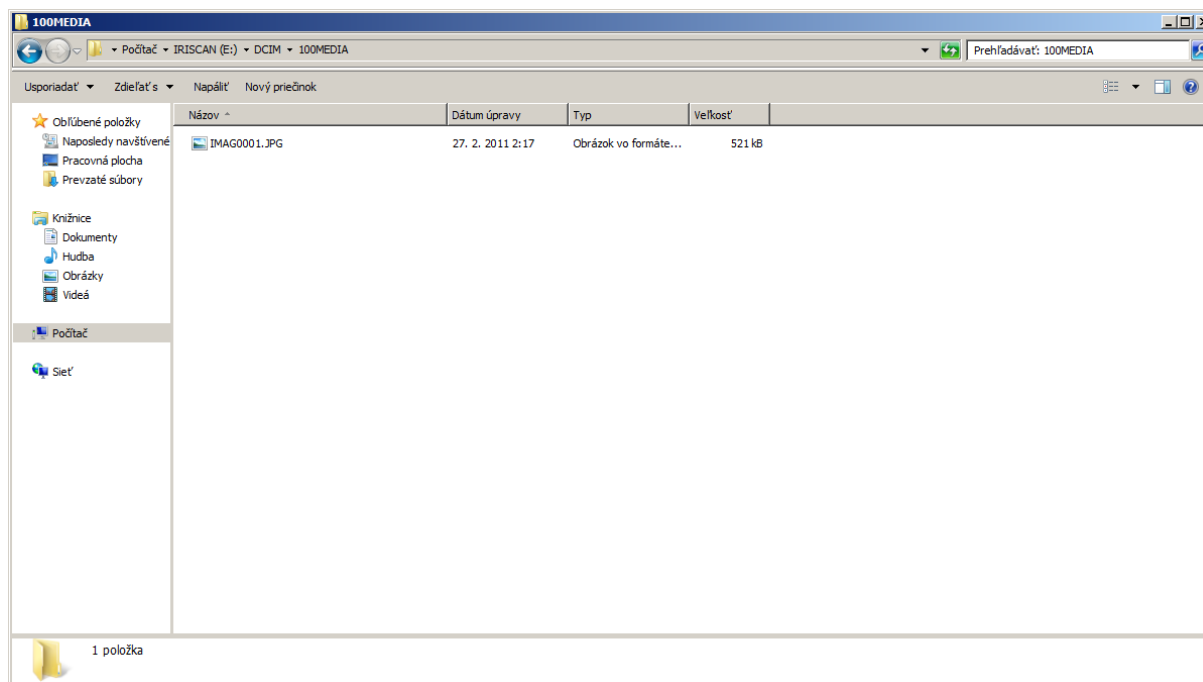 100MEDIA
Počítač IRISCAN (E:) DCIM 100MEDIA
Prehľadávať: 100MEDIA
Usporiadať Zdieľať s Napáliť Nový priečinok
Názov Dátum úpravy Typ Veľkosť
IMAG0001.JPG 27. 2. 2011 2:17 Obrázok vo formáte... 521 kB
Obľúbené položky
Naposledy navštívené
Pracovná plocha
Prevzaté súbory
Knižnice
Dokumenty
Hudba
Obrázky
Videá
Počítač
Sieť
1 položka